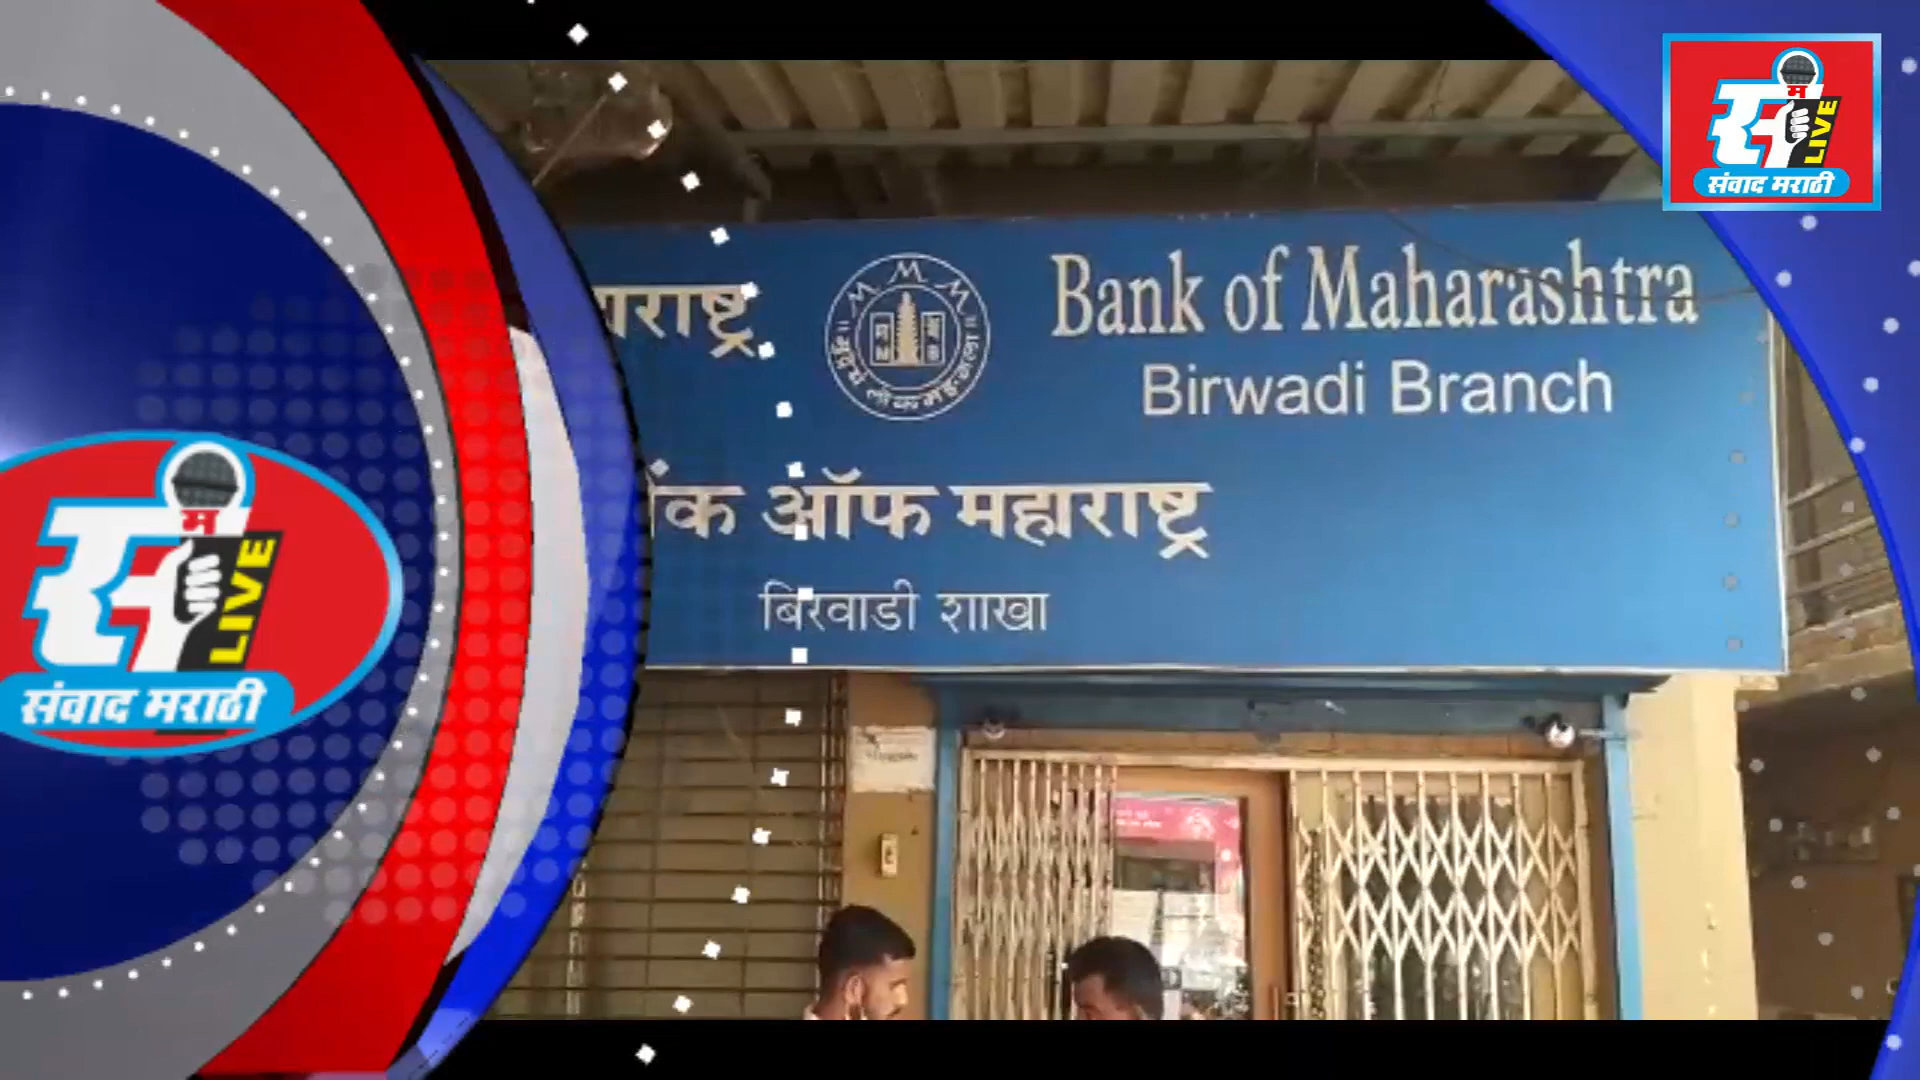 म
LIVE
संवाद मराठी
Bank of Maharashtra
Birwadi Branch
ऑफ महाराष्ट्र
बिरवाडी शाखा
म
LIVE
संवाद मराठी